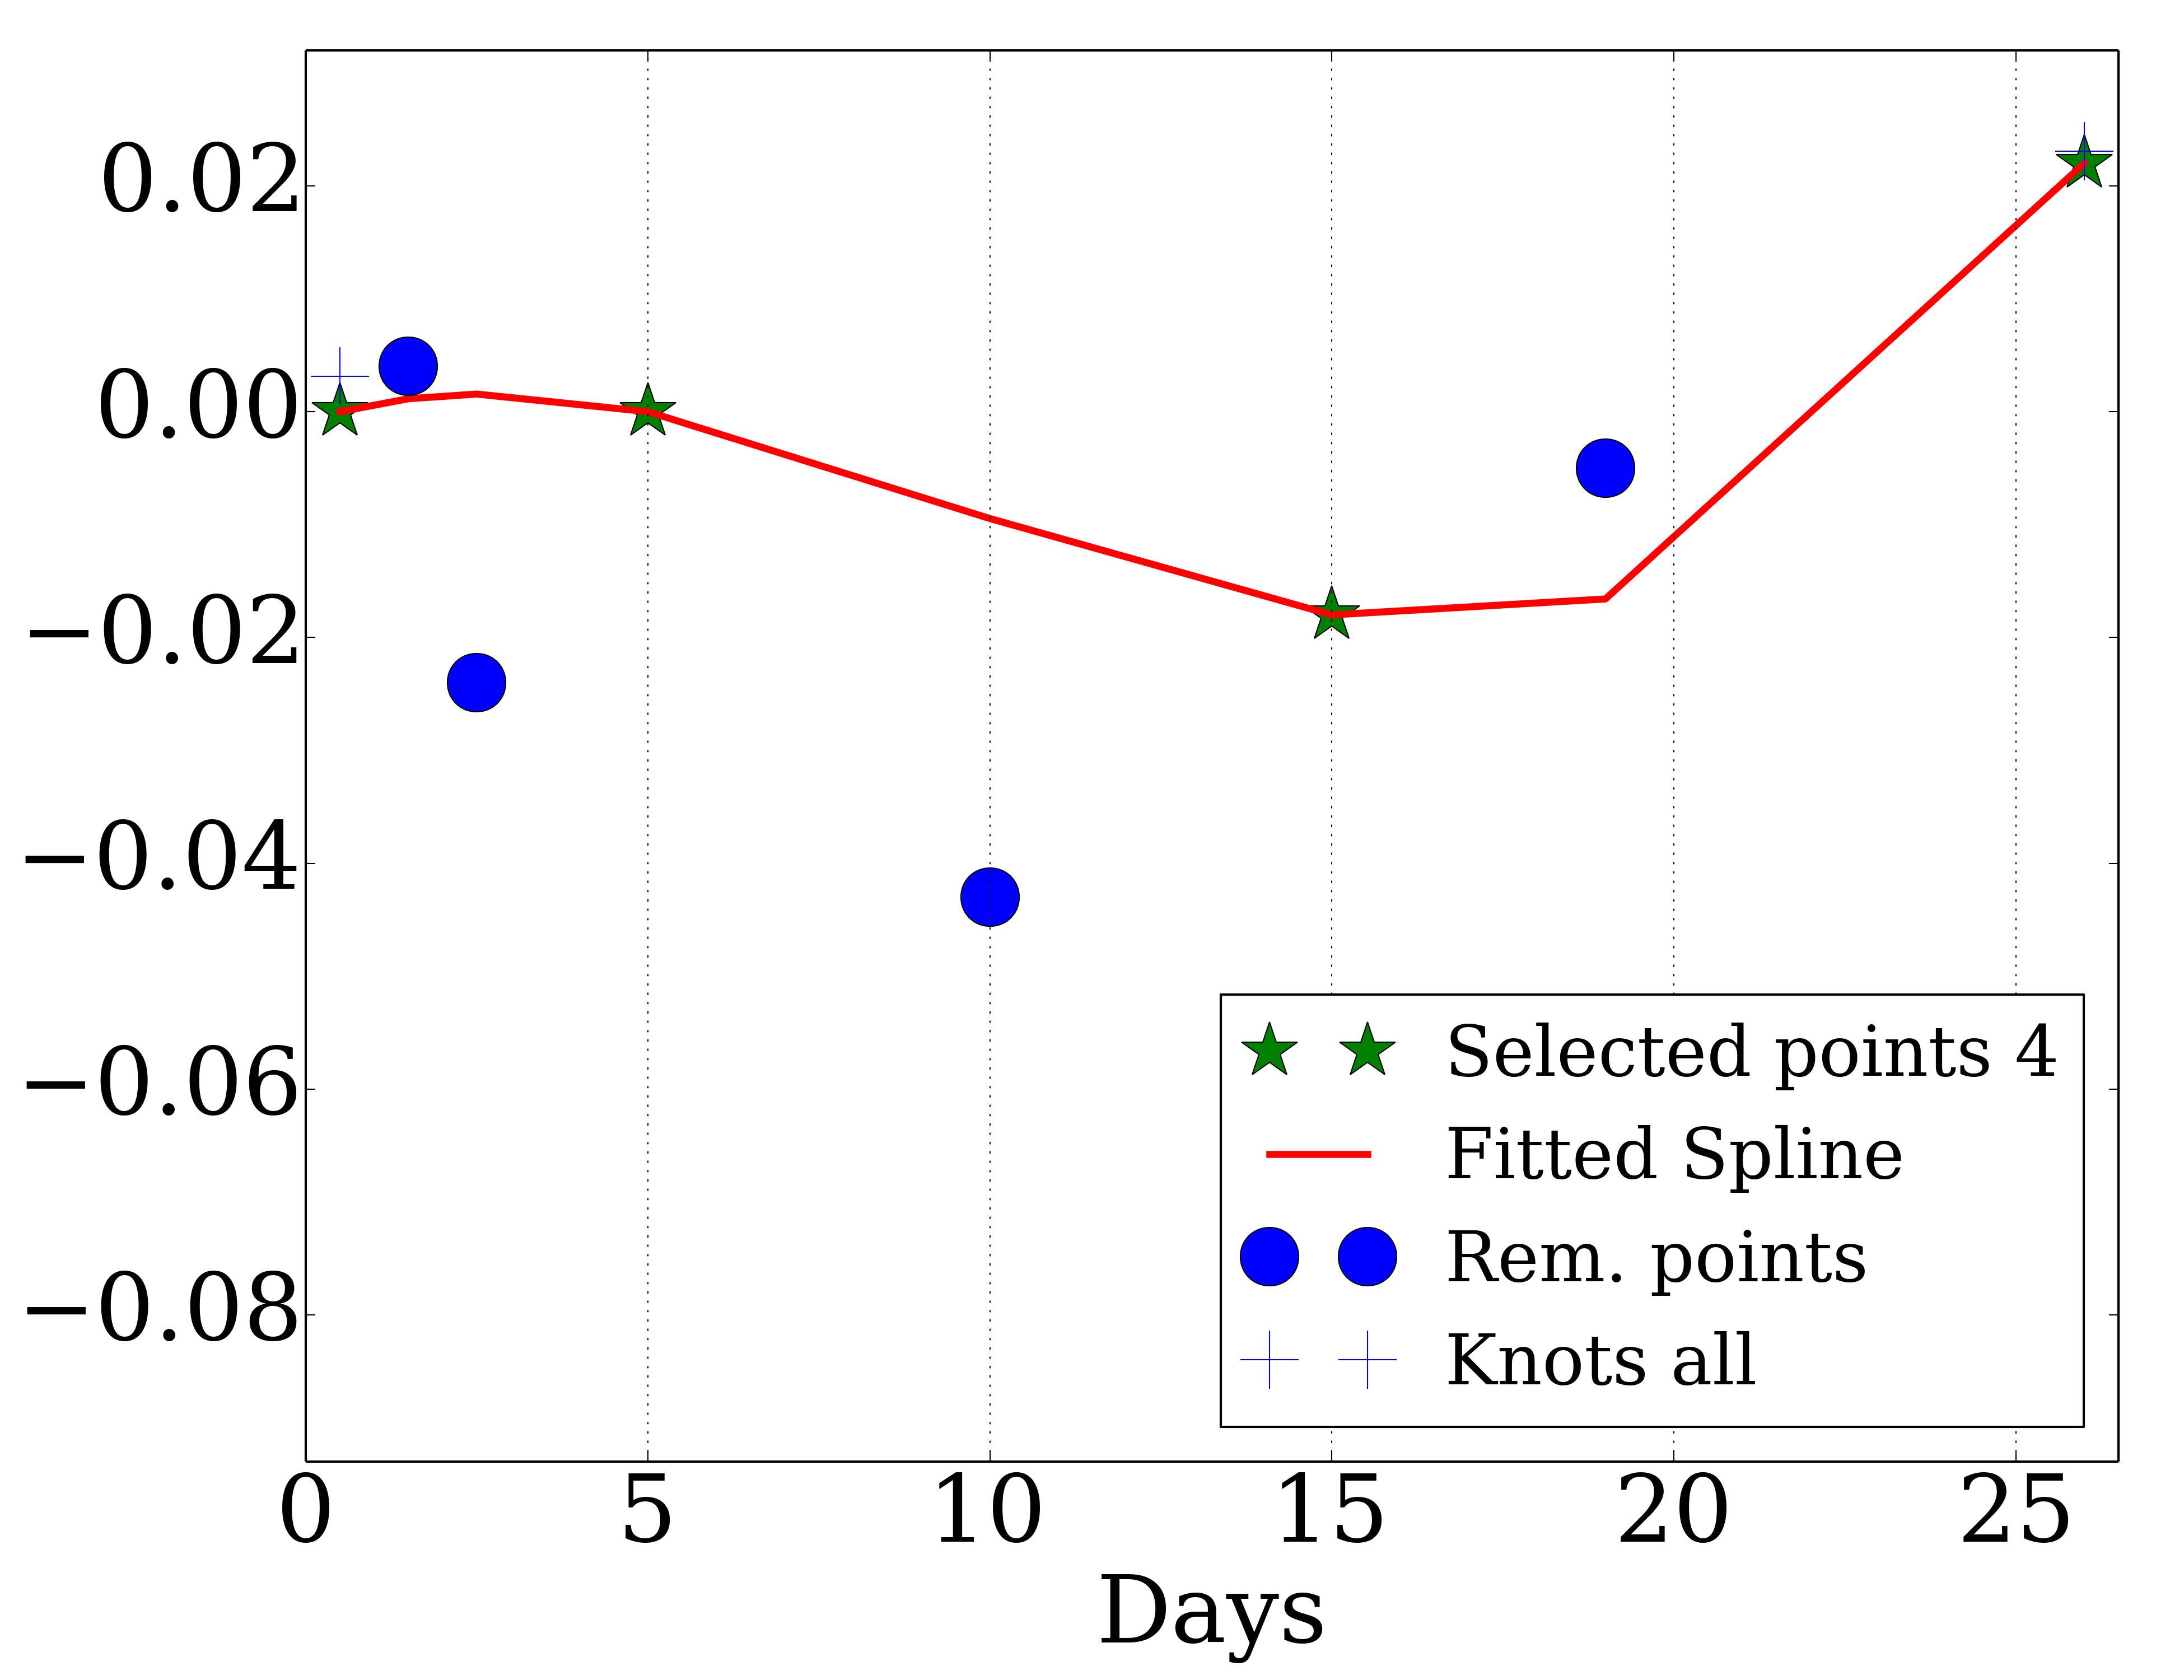 0.02
0.00
−0.02
−0.04
−0.06
−0.08
Selected points 4
Fitted Spline
Rem. points
Knots all
0 5 10 15 20 25
Days